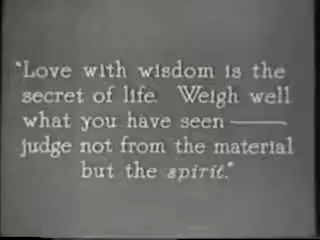 "Love with wisdom is the
secret of life. Weigh well
what you have seen ——
judge not from the material
but the spirit."